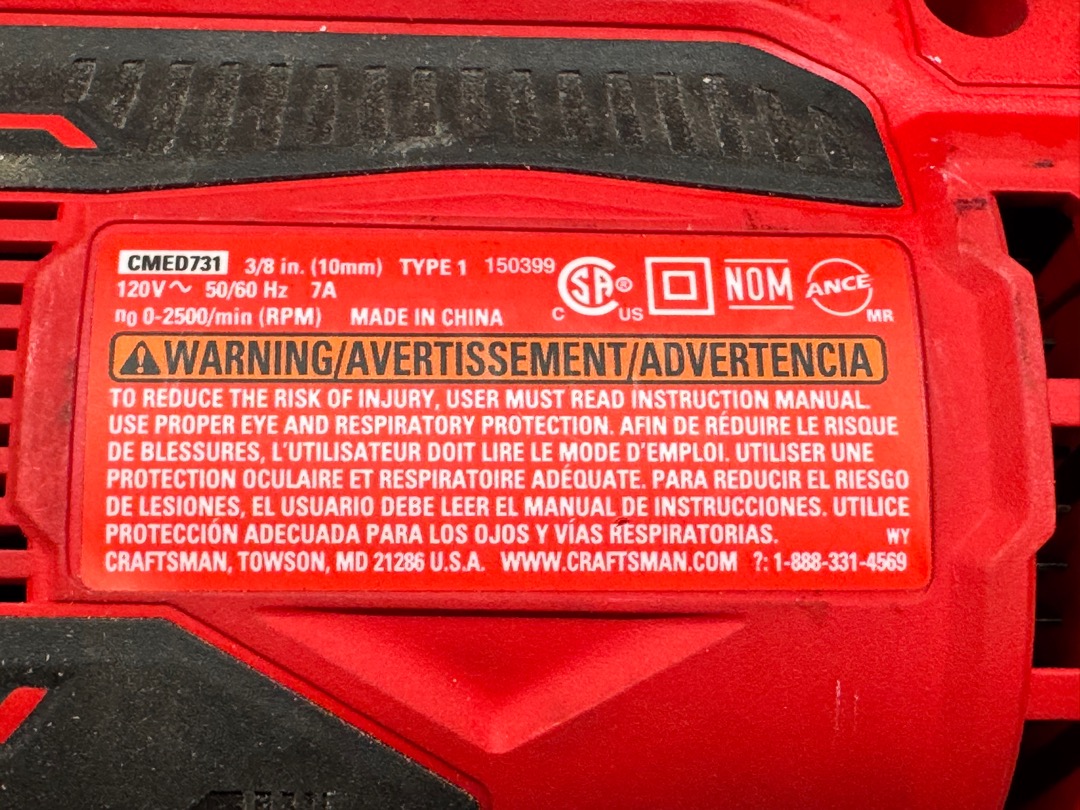 CMED731 3/8 in. (10mm) TYPE 1 150399
120V ~ 50/60 Hz 7A
n0 0-2500/min (RPM) MADE IN CHINA
C SA ® US NOM ANCE MR
WARNING/AVERTISSEMENT/ADVERTENCIA
TO REDUCE THE RISK OF INJURY, USER MUST READ INSTRUCTION MANUAL.
USE PROPER EYE AND RESPIRATORY PROTECTION. AFIN DE RÉDUIRE LE RISQUE
DE BLESSURES, L'UTILISATEUR DOIT LIRE LE MODE D'EMPLOI. UTILISER UNE
PROTECTION OCULAIRE ET RESPIRATOIRE ADÉQUATE. PARA REDUCIR EL RIESGO
DE LESIONES, EL USUARIO DEBE LEER EL MANUAL DE INSTRUCCIONES. UTILICE
PROTECCIÓN ADECUADA PARA LOS OJOS Y VÍAS RESPIRATORIAS. WY
CRAFTSMAN, TOWSON, MD 21286 U.S.A. WWW.CRAFTSMAN.COM ?: 1-888-331-4569